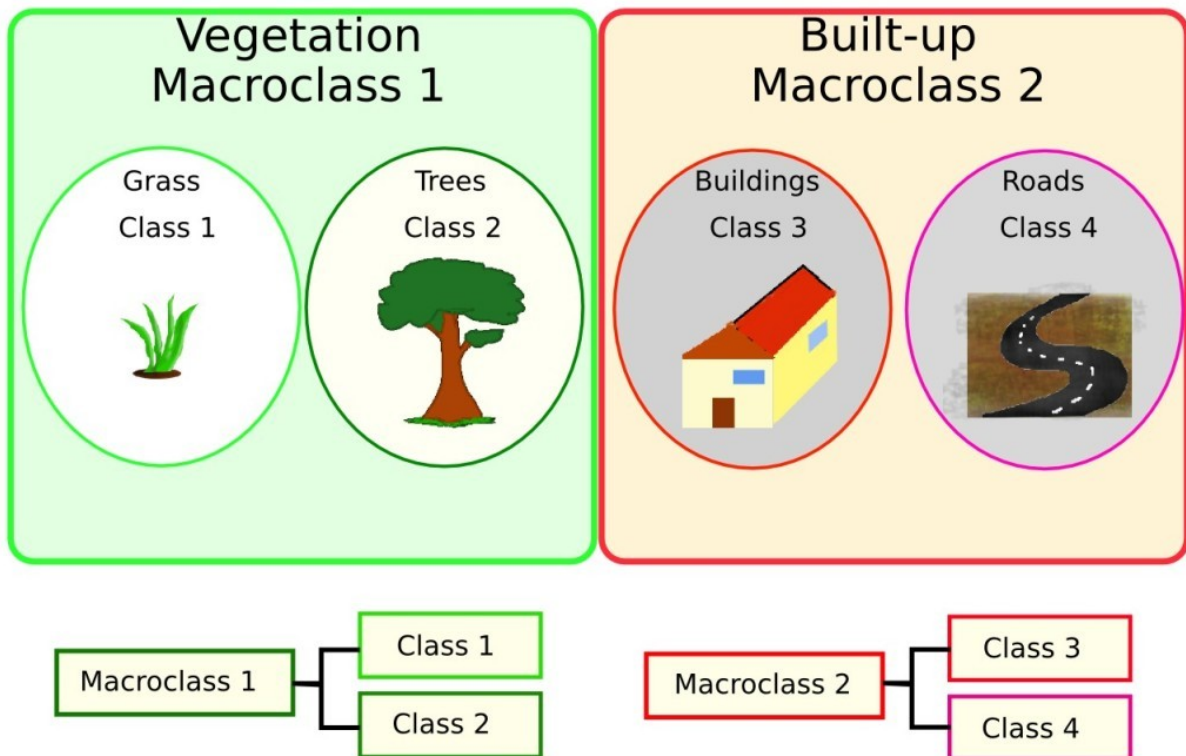 Vegetation
Macroclass 1
Grass
Class 1
Trees
Class 2
Built-up
Macroclass 2
Buildings
Class 3
Roads
Class 4
Macroclass 1
Class 1
Class 2
Macroclass 2
Class 3
Class 4